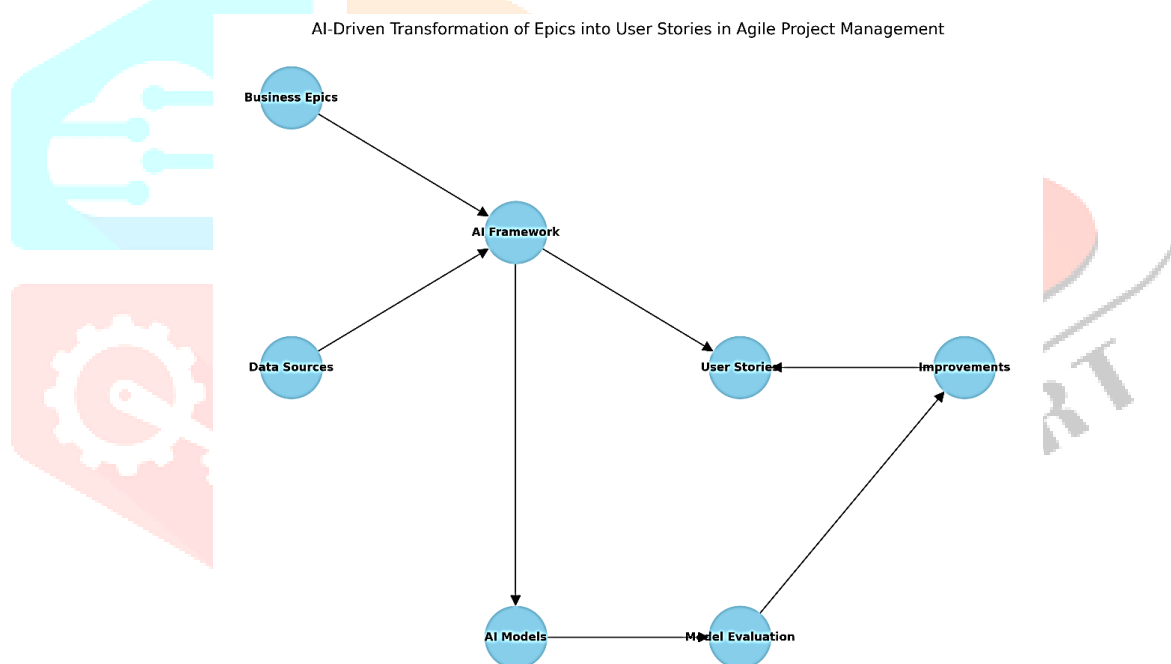 AI-Driven Transformation of Epics into User Stories in Agile Project Management
Business Epics
AI Framework
Data Sources
User Stories
Improvements
AI Models
Model Evaluation